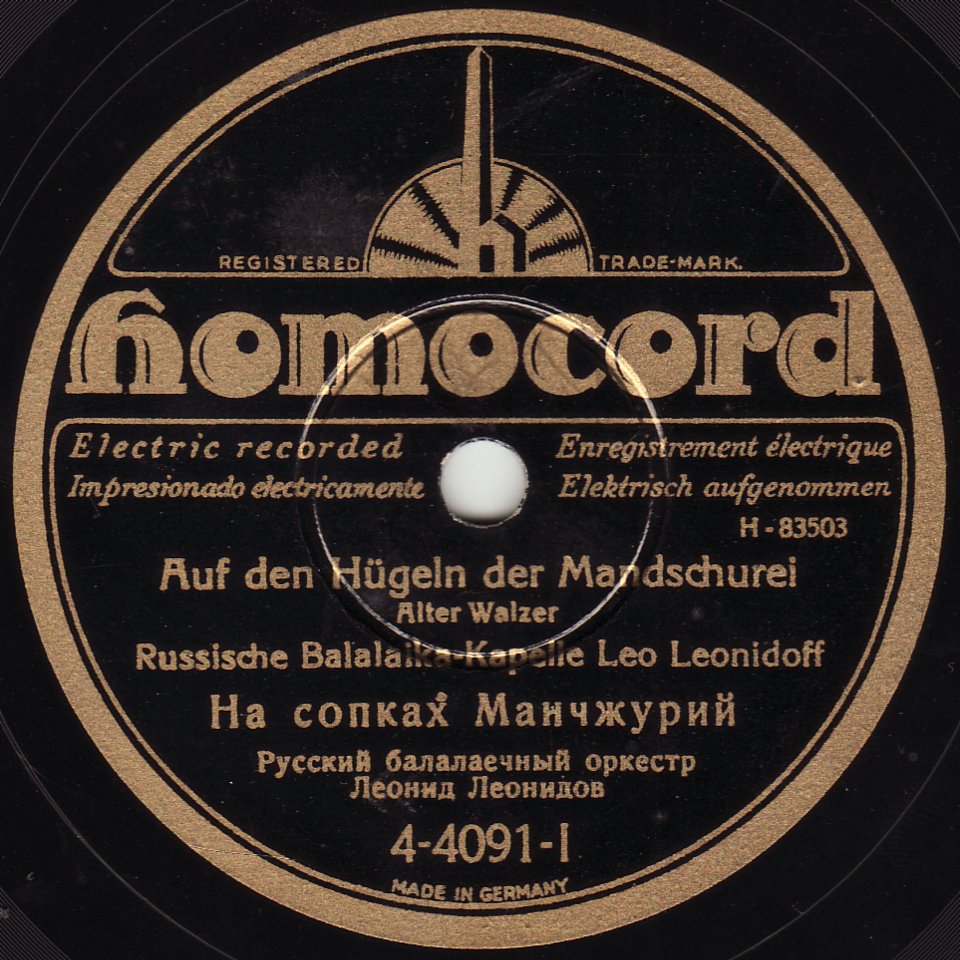 REGISTERED TRADE-MARK.
homocord
Electric recorded Enregistrement électrique
Impresionado electricamente Elektrisch aufgenommen
H-83503
Auf den Hügeln der Mandschurei
Alter Walzer
Russische Balalaika-Kapelle Leo Leonidoff
На сопках Манчжурий
Русский балалаечный оркестр
Леонид Леонидов
4-4091-I
MADE IN GERMANY